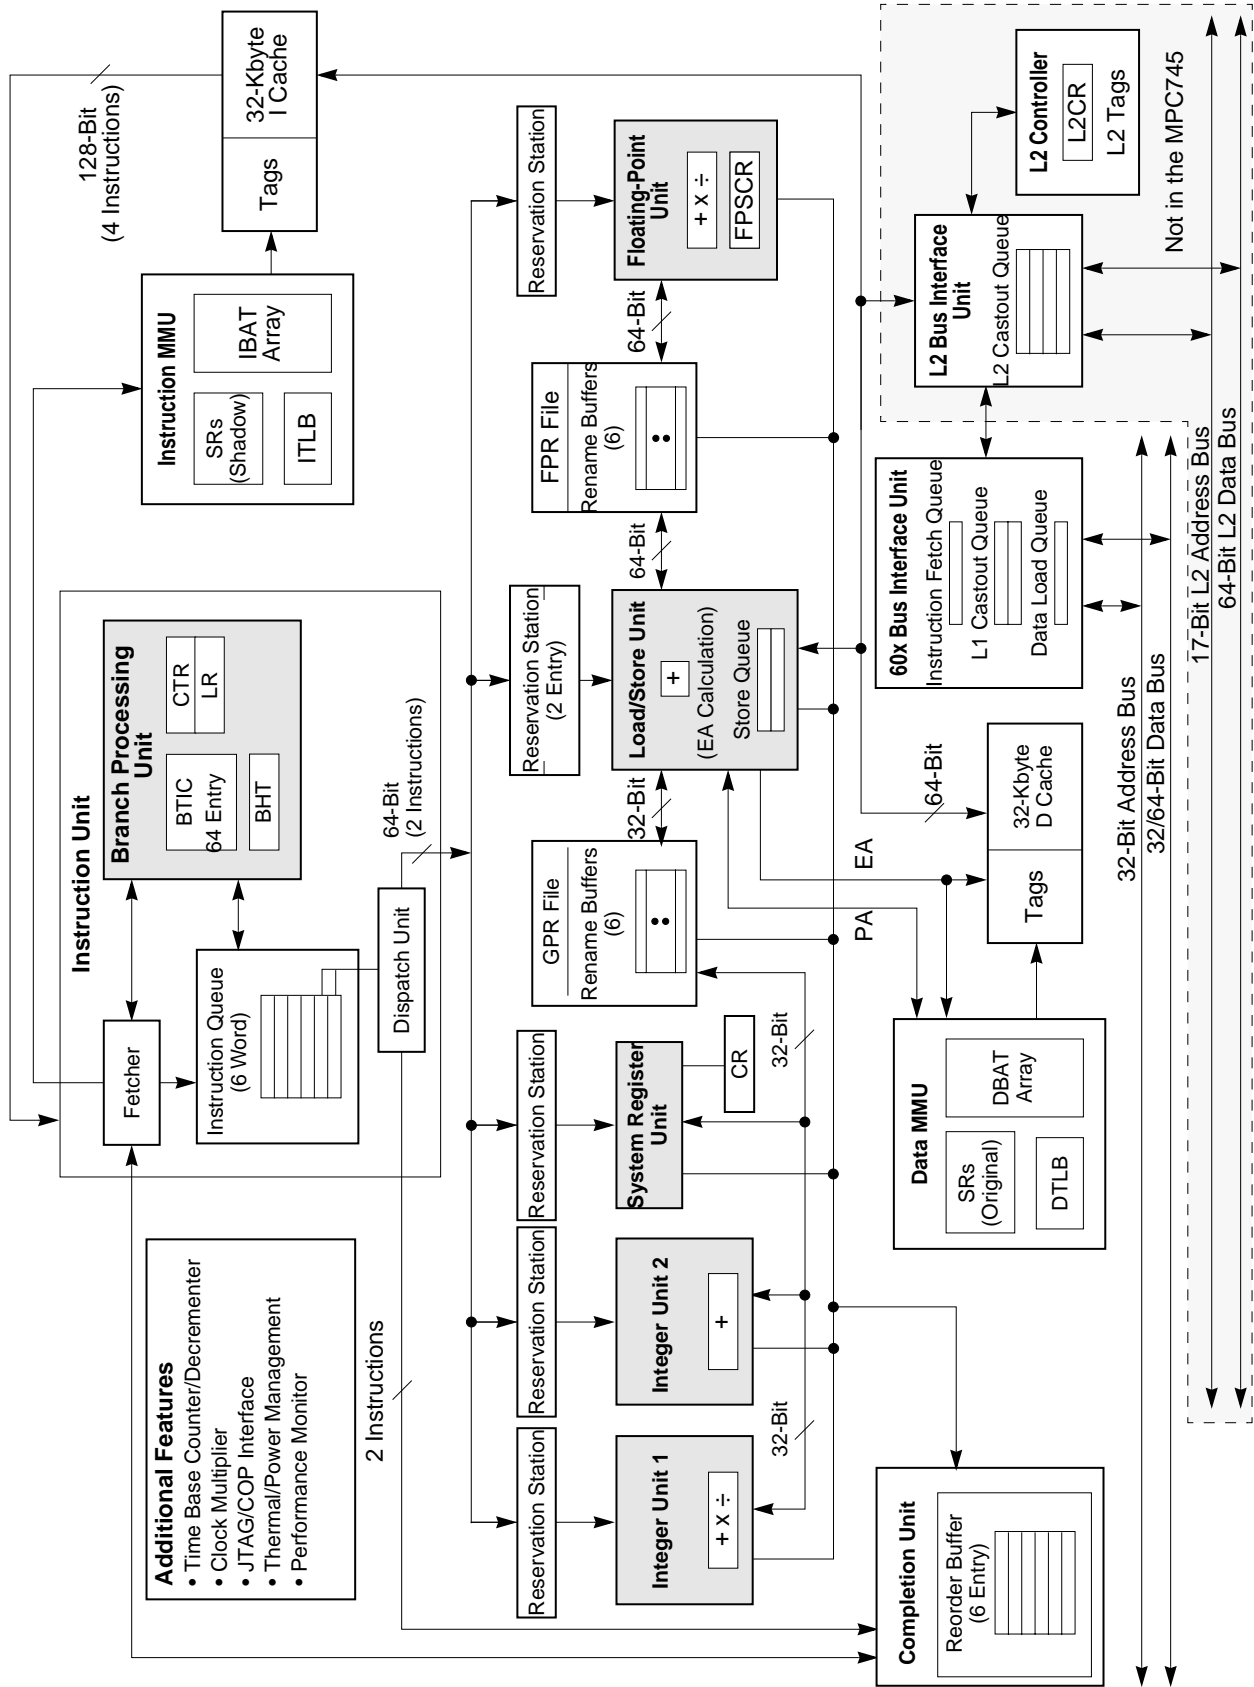 Additional Features
• Time Base Counter/Decrementer
• Clock Multiplier
• JTAG/COP Interface
• Thermal/Power Management
• Performance Monitor
2 Instructions
Instruction Unit
Fetcher
Instruction Queue
(6 Word)
Branch Processing
Unit
BTIC
64 Entry
CTR
LR
BHT
Dispatch Unit
64-Bit
(2 Instructions)
Instruction MMU
SRs
(Shadow)
IBAT
Array
ITLB
128-Bit
(4 Instructions)
Tags
32-Kbyte
I Cache
Reservation Station
Reservation Station
Reservation Station
Reservation Station
(2 Entry)
Reservation Station
Integer Unit 1
+ x ÷
Integer Unit 2
+
System Register
Unit
CR
32-Bit
32-Bit
GPR File
Rename Buffers
(6)
32-Bit
Load/Store Unit
+
(EA Calculation)
Store Queue
64-Bit
FPR File
Rename Buffers
(6)
64-Bit
Floating-Point
Unit
+ x ÷
FPSCR
PA
EA
64-Bit
Completion Unit
Reorder Buffer
(6 Entry)
Data MMU
SRs
(Original)
DBAT
Array
DTLB
Tags
32-Kbyte
D Cache
60x Bus Interface Unit
Instruction Fetch Queue
L1 Castout Queue
Data Load Queue
L2 Bus Interface
Unit
L2 Castout Queue
L2 Controller
L2CR
L2 Tags
Not in the MPC745
32-Bit Address Bus
32/64-Bit Data Bus
17-Bit L2 Address Bus
64-Bit L2 Data Bus